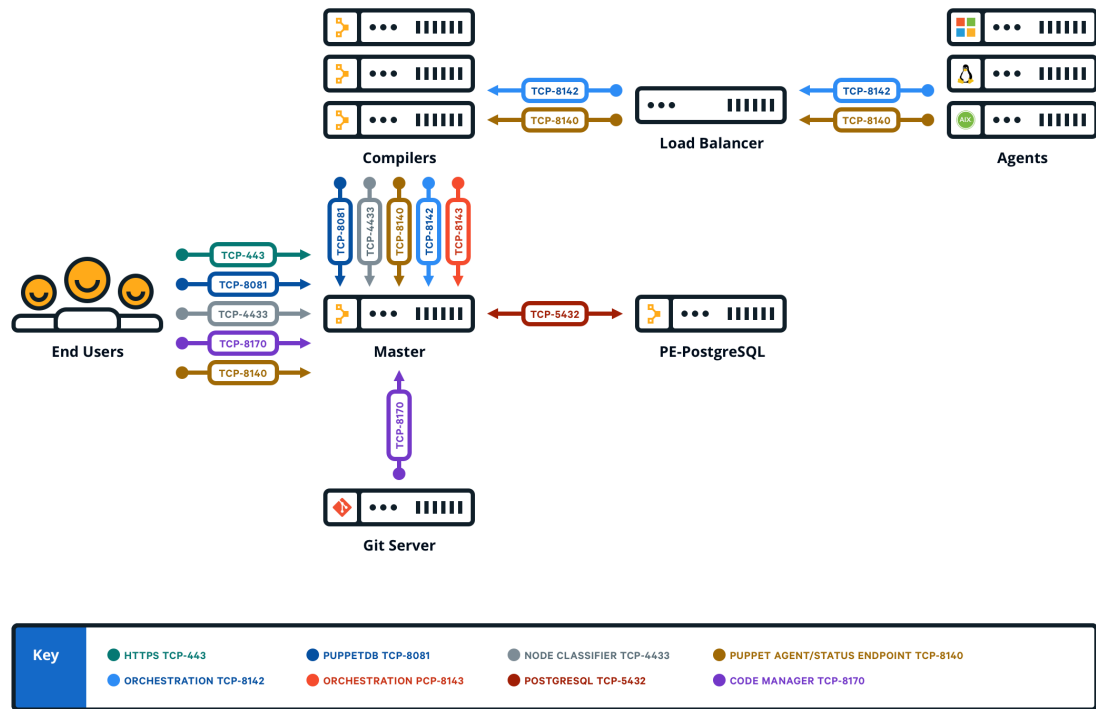 TCP-8142
TCP-8142
TCP-8140
TCP-8140
Load Balancer
Compilers
Agents
AIX
TCP-8081
TCP-4433
TCP-8140
TCP-8142
TCP-8143
TCP-443
TCP-8081
TCP-4433
TCP-8170
TCP-8140
TCP-5432
End Users
Master
PE-PostgreSQL
TCP-8170
Git Server
Key
HTTPS TCP-443
PUPPETDB TCP-8081
NODE CLASSIFIER TCP-4433
PUPPET AGENT/STATUS ENDPOINT TCP-8140
ORCHESTRATION TCP-8142
ORCHESTRATION PCP-8143
POSTGRESQL TCP-5432
CODE MANAGER TCP-8170